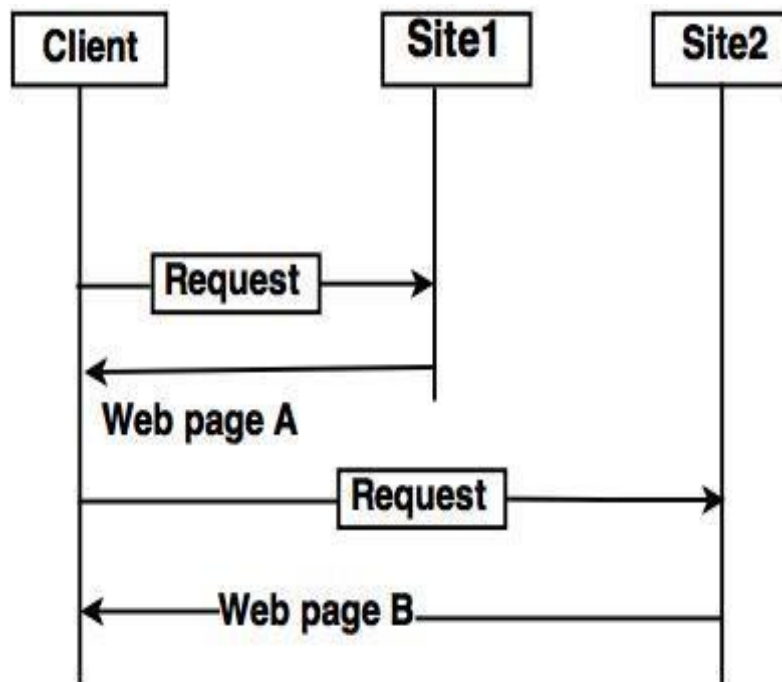 Client
Site1
Site2
Request
Web page A
Request
Web page B